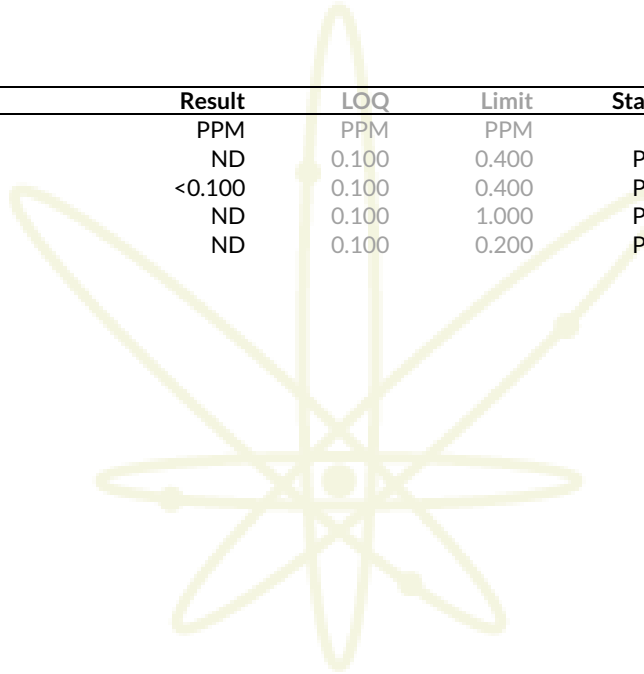 Result LOQ Limit Sta
PPM PPM PPM
ND 0.100 0.400 P
<0.100 0.100 0.400 P
ND 0.100 1.000 P
ND 0.100 0.200 P